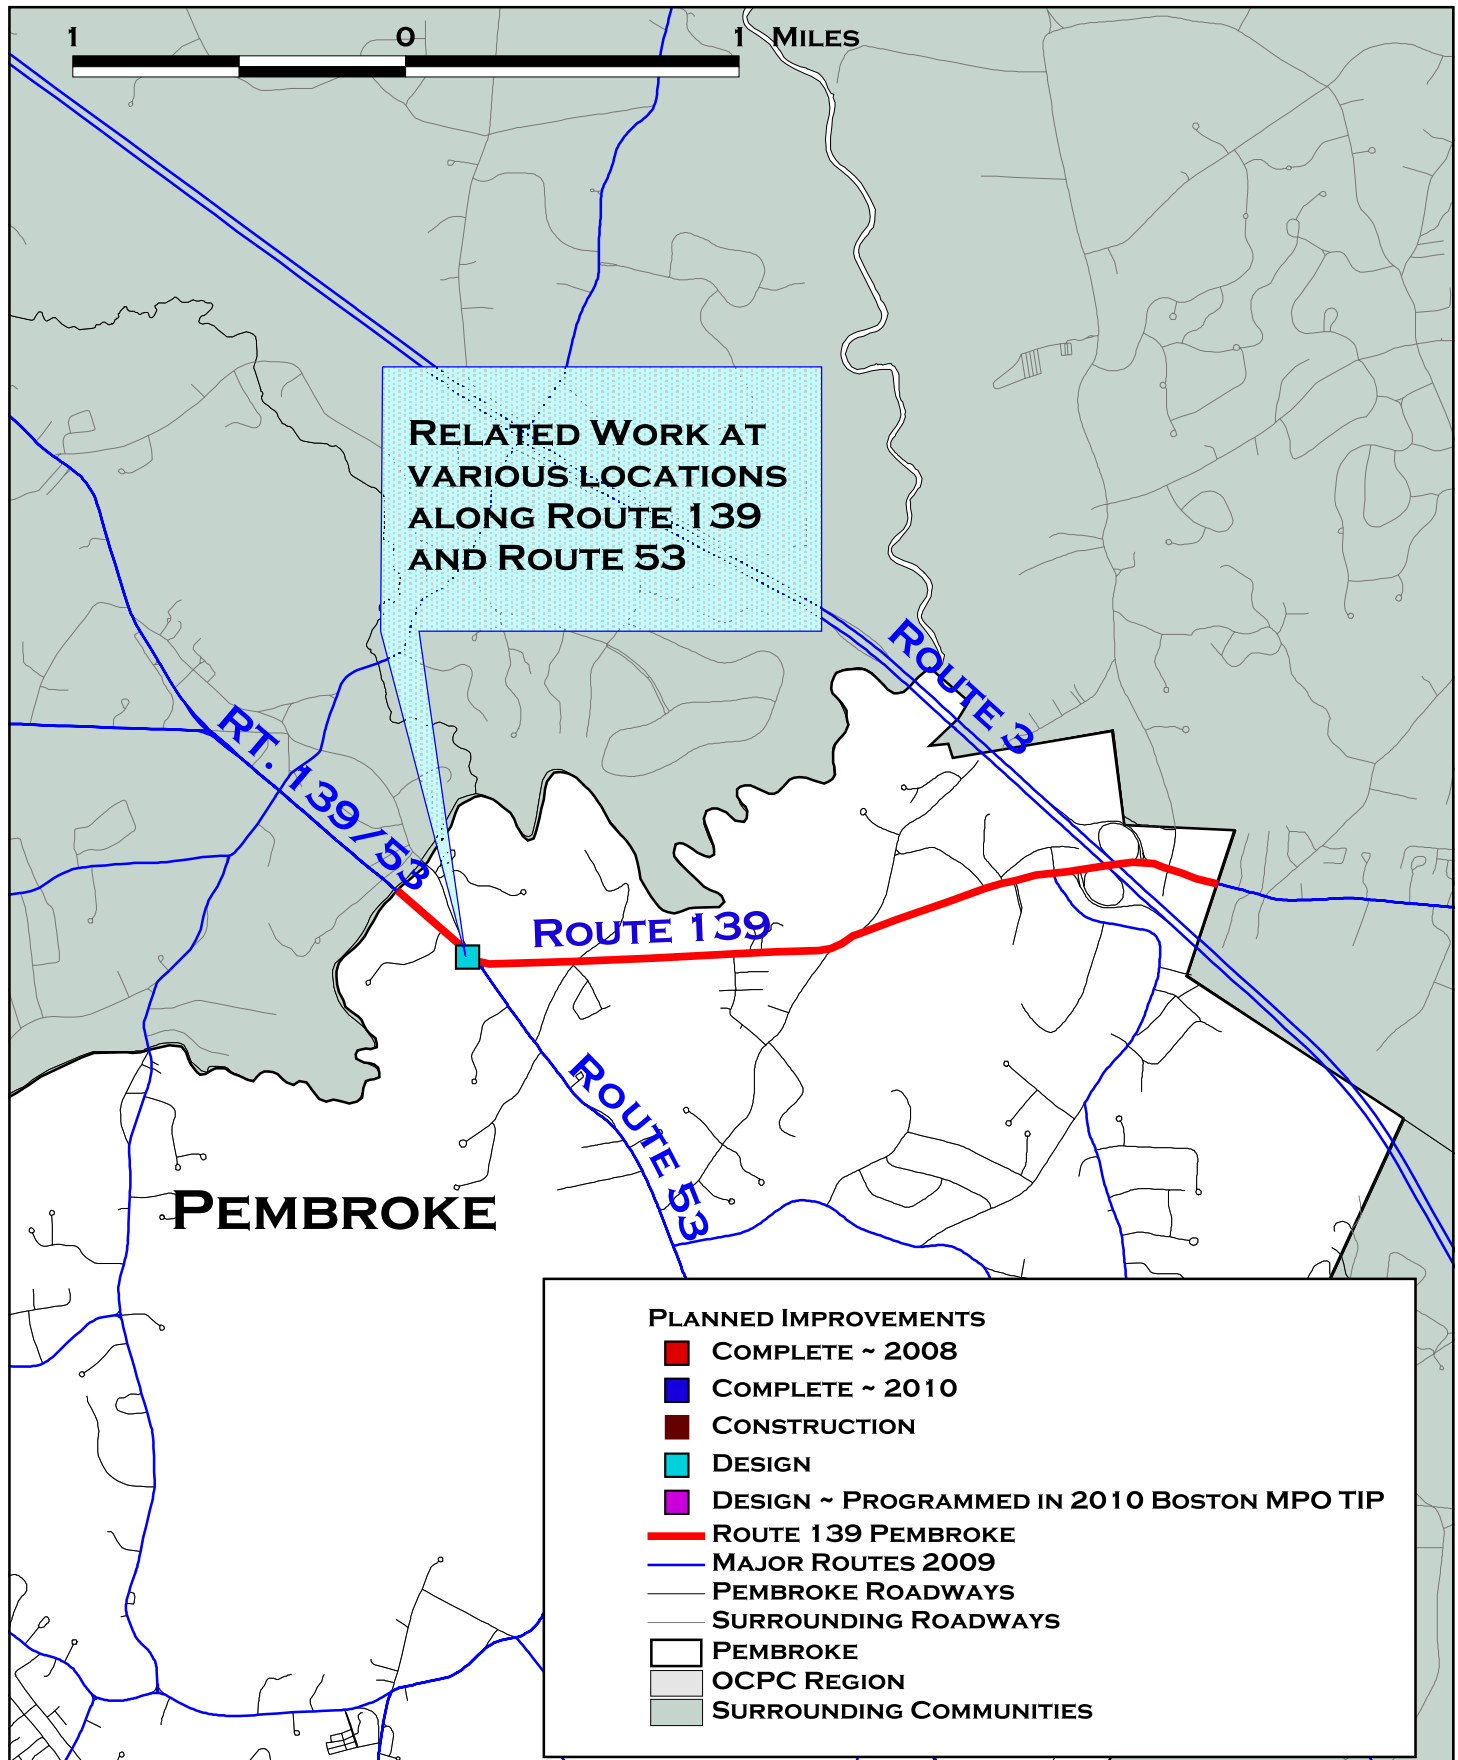 1 0 1 Miles
Related Work at
various locations
along Route 139
and Route 53
Route 3
Rt. 139/53
Route 139
Route 53
Pembroke
Planned Improvements
Complete ~ 2008
Complete ~ 2010
Construction
Design
Design ~ Programmed in 2010 Boston MPO TIP
Route 139 Pembroke
Major Routes 2009
Pembroke Roadways
Surrounding Roadways
Pembroke
OCPC Region
Surrounding Communities